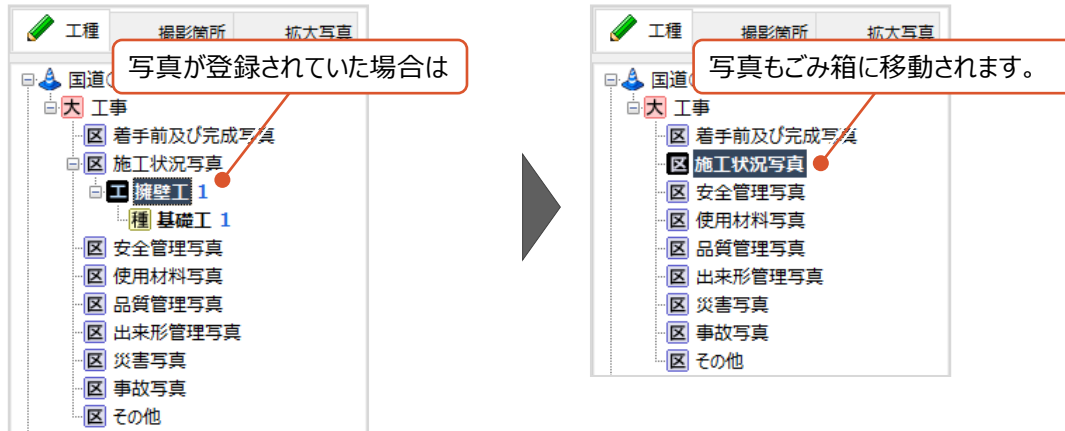 工種 撮影箇所 拡大写真
写真が登録されていた場合は
国道の
大 工事
区 着手前及び完成写真
区 施工状況写真
工 擁壁工 1
種 基礎工 1
区 安全管理写真
区 使用材料写真
区 品質管理写真
区 出来形管理写真
区 災害写真
区 事故写真
区 その他
工種 撮影箇所 拡大写真
写真もごみ箱に移動されます。
国道の
大 工事
区 着手前及び完成写真
区 施工状況写真
区 安全管理写真
区 使用材料写真
区 品質管理写真
区 出来形管理写真
区 災害写真
区 事故写真
区 その他